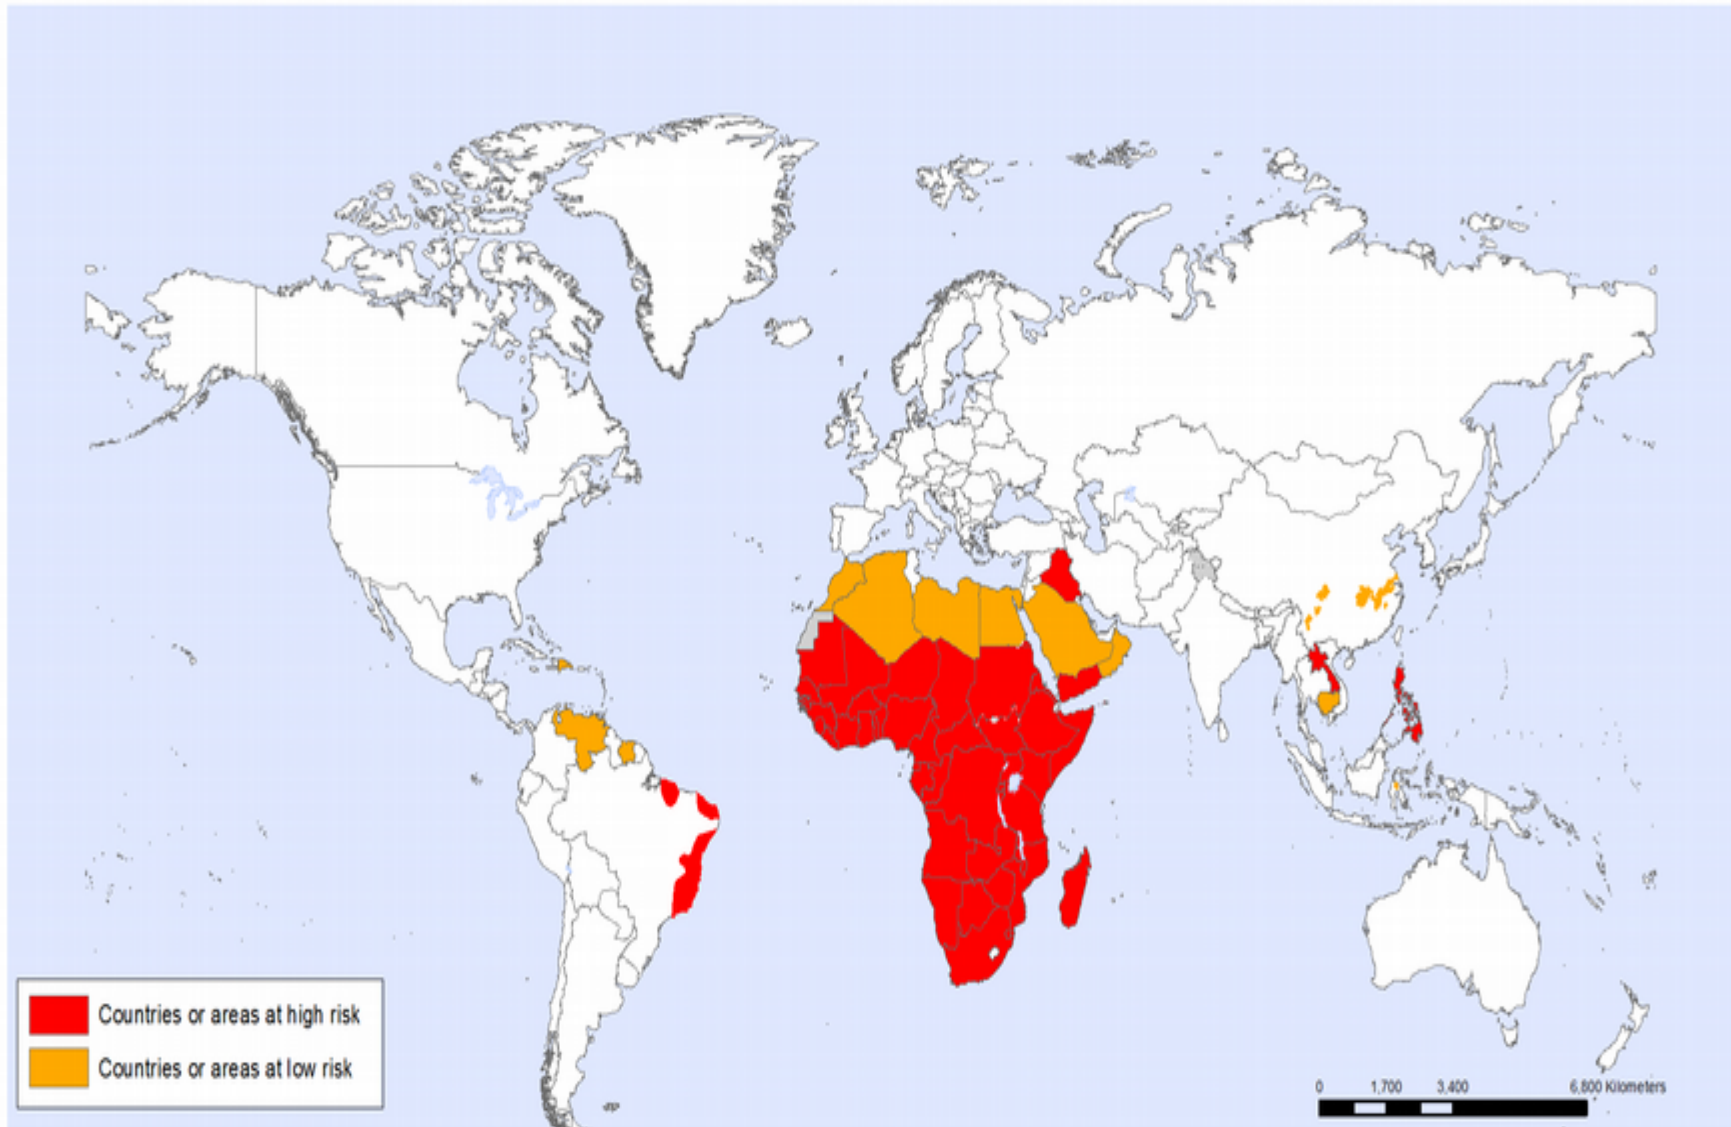 Countries or areas at high risk
Countries or areas at low risk
0 1,700 3,400 6,800 Kilometers